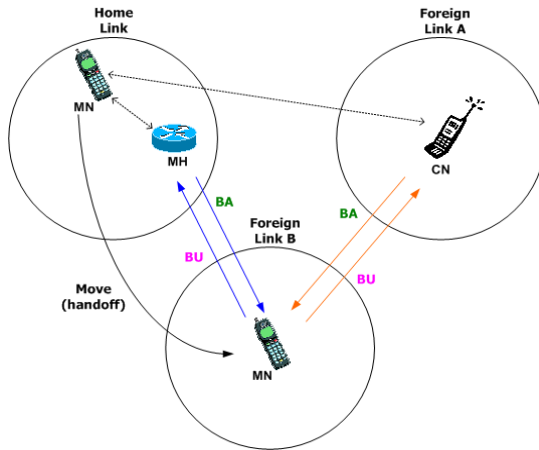 Home
Link
Foreign
Link A
MN
MH
CN
BA
BU
Foreign
Link B
BA
BU
Move
(handoff)
MN